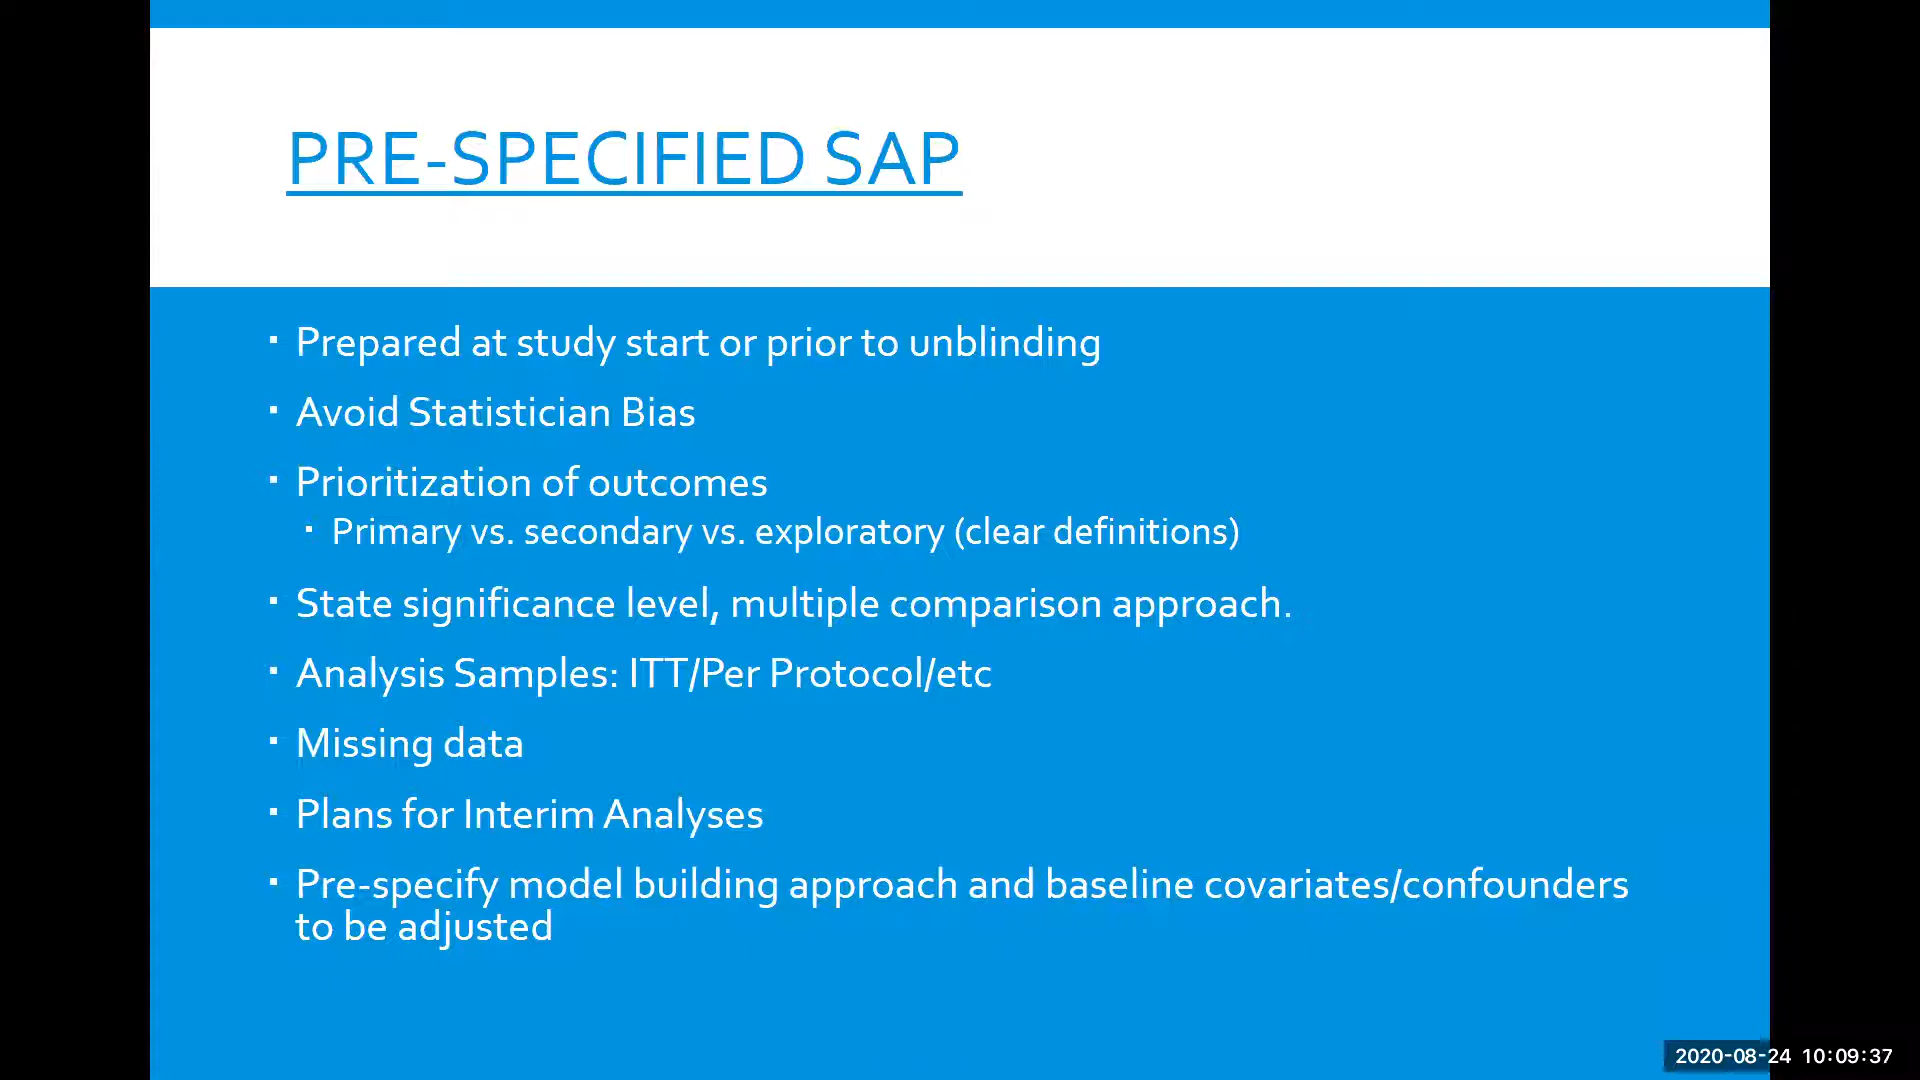 PRE-SPECIFIED SAP
▪ Prepared at study start or prior to unblinding
▪ Avoid Statistician Bias
▪ Prioritization of outcomes
▪ Primary vs. secondary vs. exploratory (clear definitions)
▪ State significance level, multiple comparison approach.
▪ Analysis Samples: ITT/Per Protocol/etc
▪ Missing data
▪ Plans for Interim Analyses
▪ Pre-specify model building approach and baseline covariates/confounders
to be adjusted
2020-08-24 10:09:37